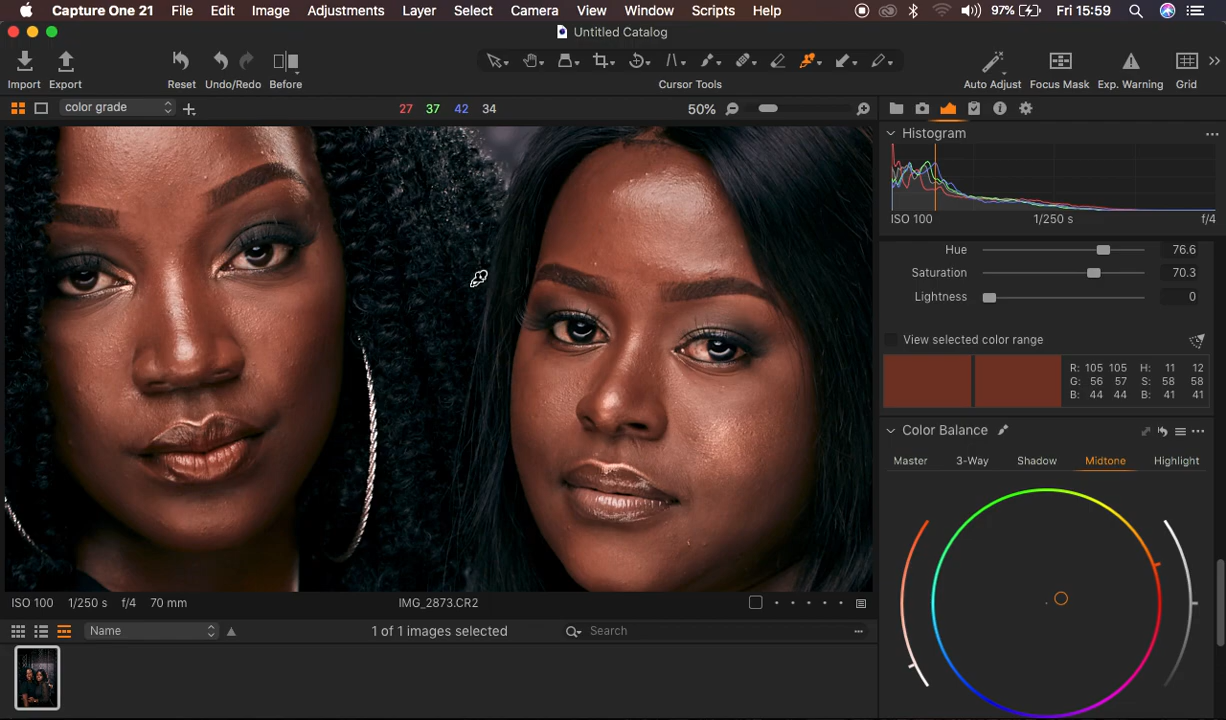 Capture One 21 File Edit Image Adjustments Layer Select Camera View Window Scripts Help 97% Fri 15:59
Untitled Catalog
Import Export Reset Undo/Redo Before Cursor Tools Auto Adjust Focus Mask Exp. Warning Grid
color grade 27 37 42 34 50%
Histogram
ISO 100 1/250 s f/4
Hue 76.6
Saturation 70.3
Lightness 0
View selected color range
R: 105 105 H: 11 12
G: 56 57 S: 58 58
B: 44 44 B: 41 41
Color Balance
Master 3-Way Shadow Midtone Highlight
ISO 100 1/250 s f/4 70 mm IMG_2873.CR2
Name 1 of 1 images selected Search